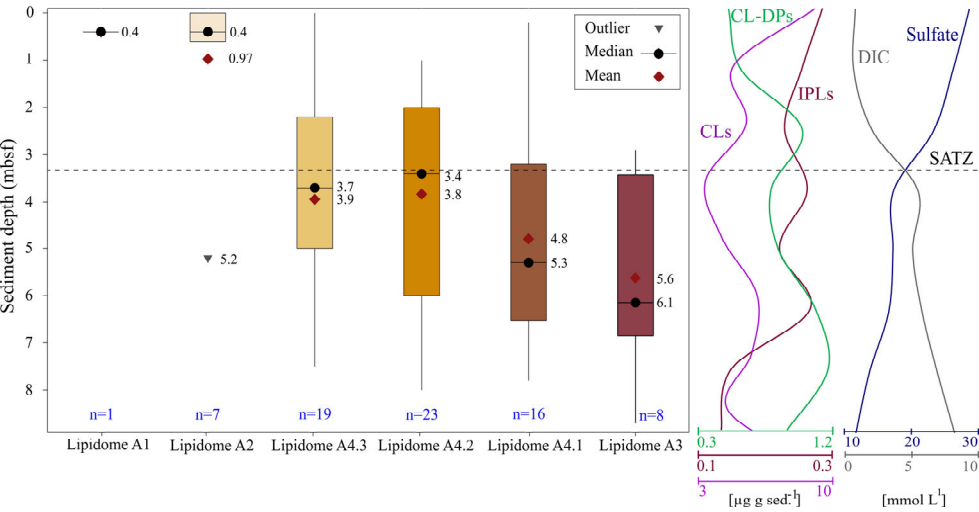 Sediment depth (mbsf)
0
1
2
3
4
5
6
7
8
0.4
0.4
0.97
5.2
3.7
3.9
3.4
3.8
4.8
5.3
5.6
6.1
Outlier
Median
Mean
n=1
n=7
n=19
n−23
n=16
n=8
Lipidome A1
Lipidome A2
Lipidome A4.3
Lipidome A4.2
Lipidome A4.1
Lipidome A3
CL-DPs
IPLs
CLs
Sulfate
DIC
SATZ
0.3 1.2
0.1 0.3
3 10
[µg g sed⁻¹]
10 20 30
0 5 10
[mmol L¹]